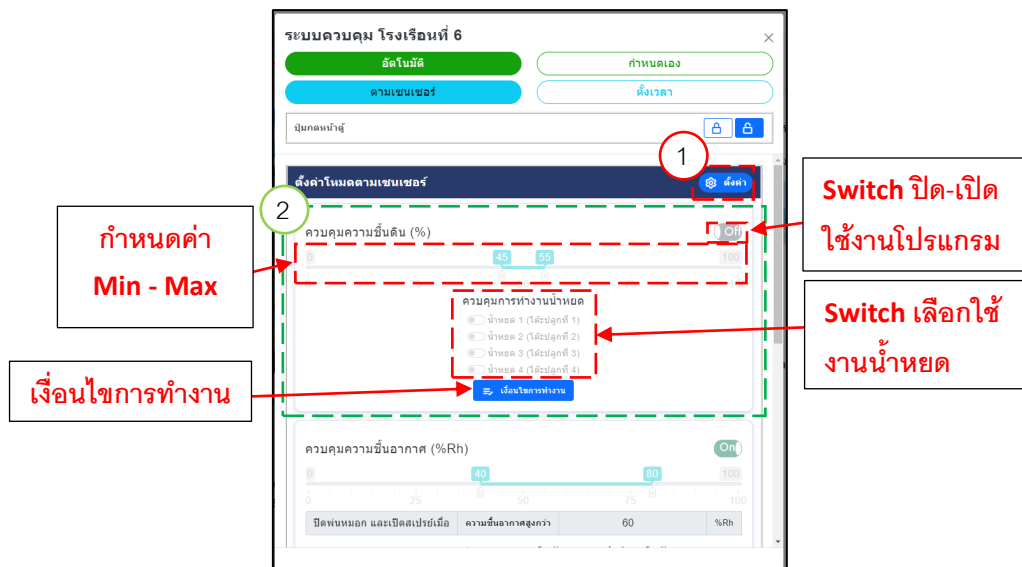 ระบบควบคุม โรงเรือนที่ 6
อัตโนมัติ
กำหนดเอง
ตามเซนเซอร์
ตั้งเวลา
ปุ่มกดหน้าตู้
1
ตั้งค่าโหมดตามเซนเซอร์
ตั้งค่า
2
ควบคุมความชื้นดิน (%)
Off
0
45
55
100
ควบคุมการทำงานน้ำหยด
น้ำหยด 1 (โต๊ะปลูกที่ 1)
น้ำหยด 2 (โต๊ะปลูกที่ 2)
น้ำหยด 3 (โต๊ะปลูกที่ 3)
น้ำหยด 4 (โต๊ะปลูกที่ 4)
เงื่อนไขการทำงาน
กำหนดค่า
Min - Max
เงื่อนไขการทำงาน
Switch ปิด-เปิด
ใช้งานโปรแกรม
Switch เลือกใช้
งานน้ำหยด
ควบคุมความชื้นอากาศ (%Rh)
On
0
40
80
100
0
25
50
75
100
ปิดพ่นหมอก และเปิดสเปรย์เมื่อ ความชื้นอากาศสูงกว่า 60 %Rh